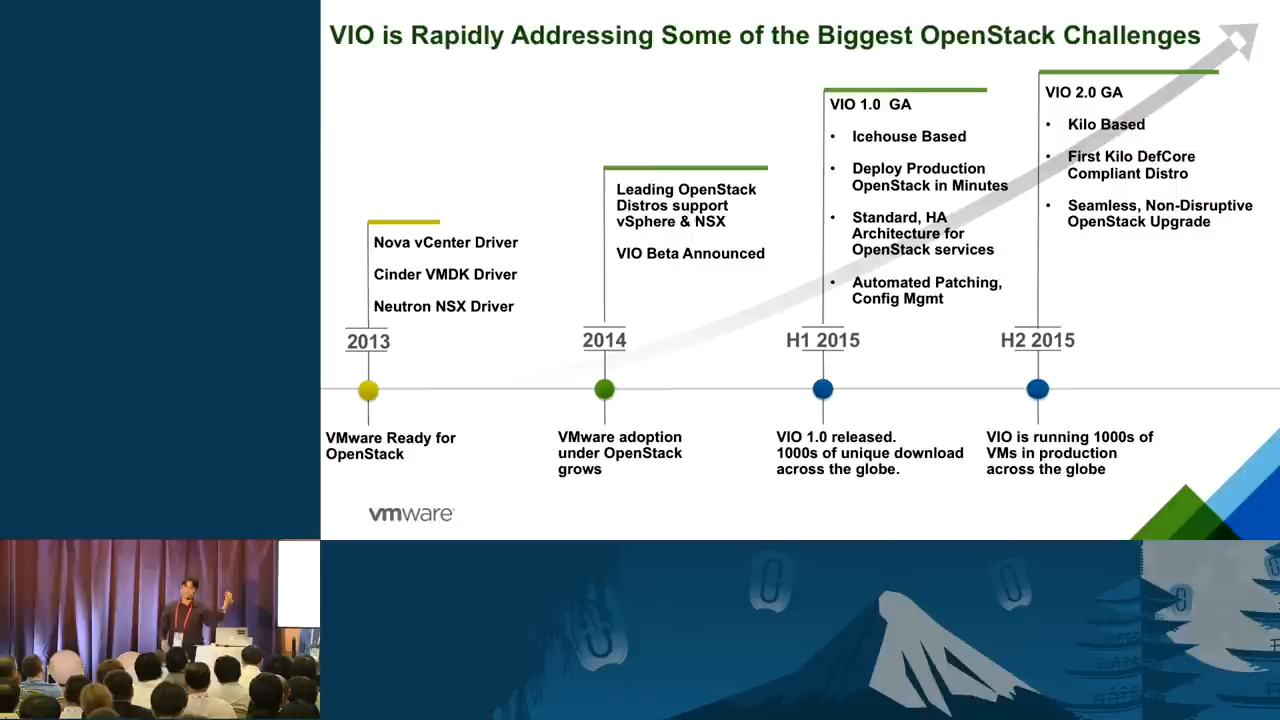 VIO is Rapidly Addressing Some of the Biggest OpenStack Challenges
Nova vCenter Driver
Cinder VMDK Driver
Neutron NSX Driver
2013
VMware Ready for
OpenStack
Leading OpenStack
Distros support
vSphere & NSX
VIO Beta Announced
2014
VMware adoption
under OpenStack
grows
VIO 1.0 GA
• Icehouse Based
• Deploy Production
OpenStack in Minutes
• Standard, HA
Architecture for
OpenStack services
• Automated Patching,
Config Mgmt
H1 2015
VIO 1.0 released.
1000s of unique download
across the globe.
VIO 2.0 GA
• Kilo Based
• First Kilo DefCore
Compliant Distro
• Seamless, Non-Disruptive
OpenStack Upgrade
H2 2015
VIO is running 1000s of
VMs in production
across the globe
vmware